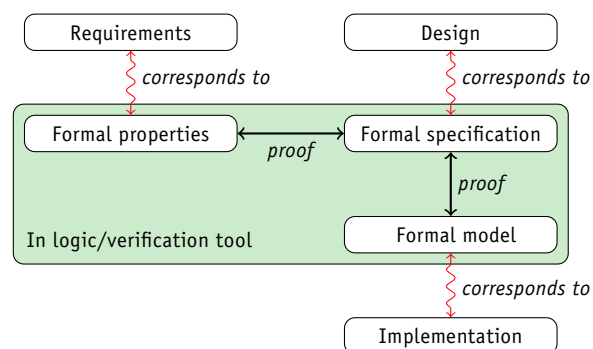 Requirements
Design
corresponds to
corresponds to
Formal properties
Formal specification
proof
proof
In logic/verification tool
Formal model
corresponds to
Implementation